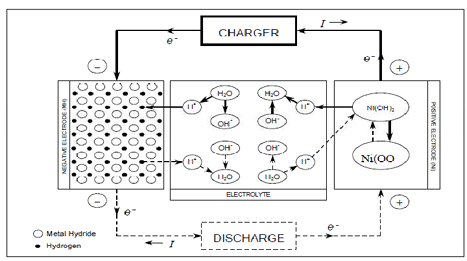 I
CHARGER
e⁻
e⁻
−
+
NEGATIVE ELECTRODE (MH)
H₂O
H₂O
H⁺
H⁺
Ni(OH)₂
OH⁻
OH⁻
OH⁻
OH⁻
Ni(OO
H⁺
H₂O
H₂O
H⁺
POSITIVE ELECTRODE (Ni)
ELECTROLYTE
−
+
e⁻
e⁻
Metal Hydride
Hydrogen
I
DISCHARGE